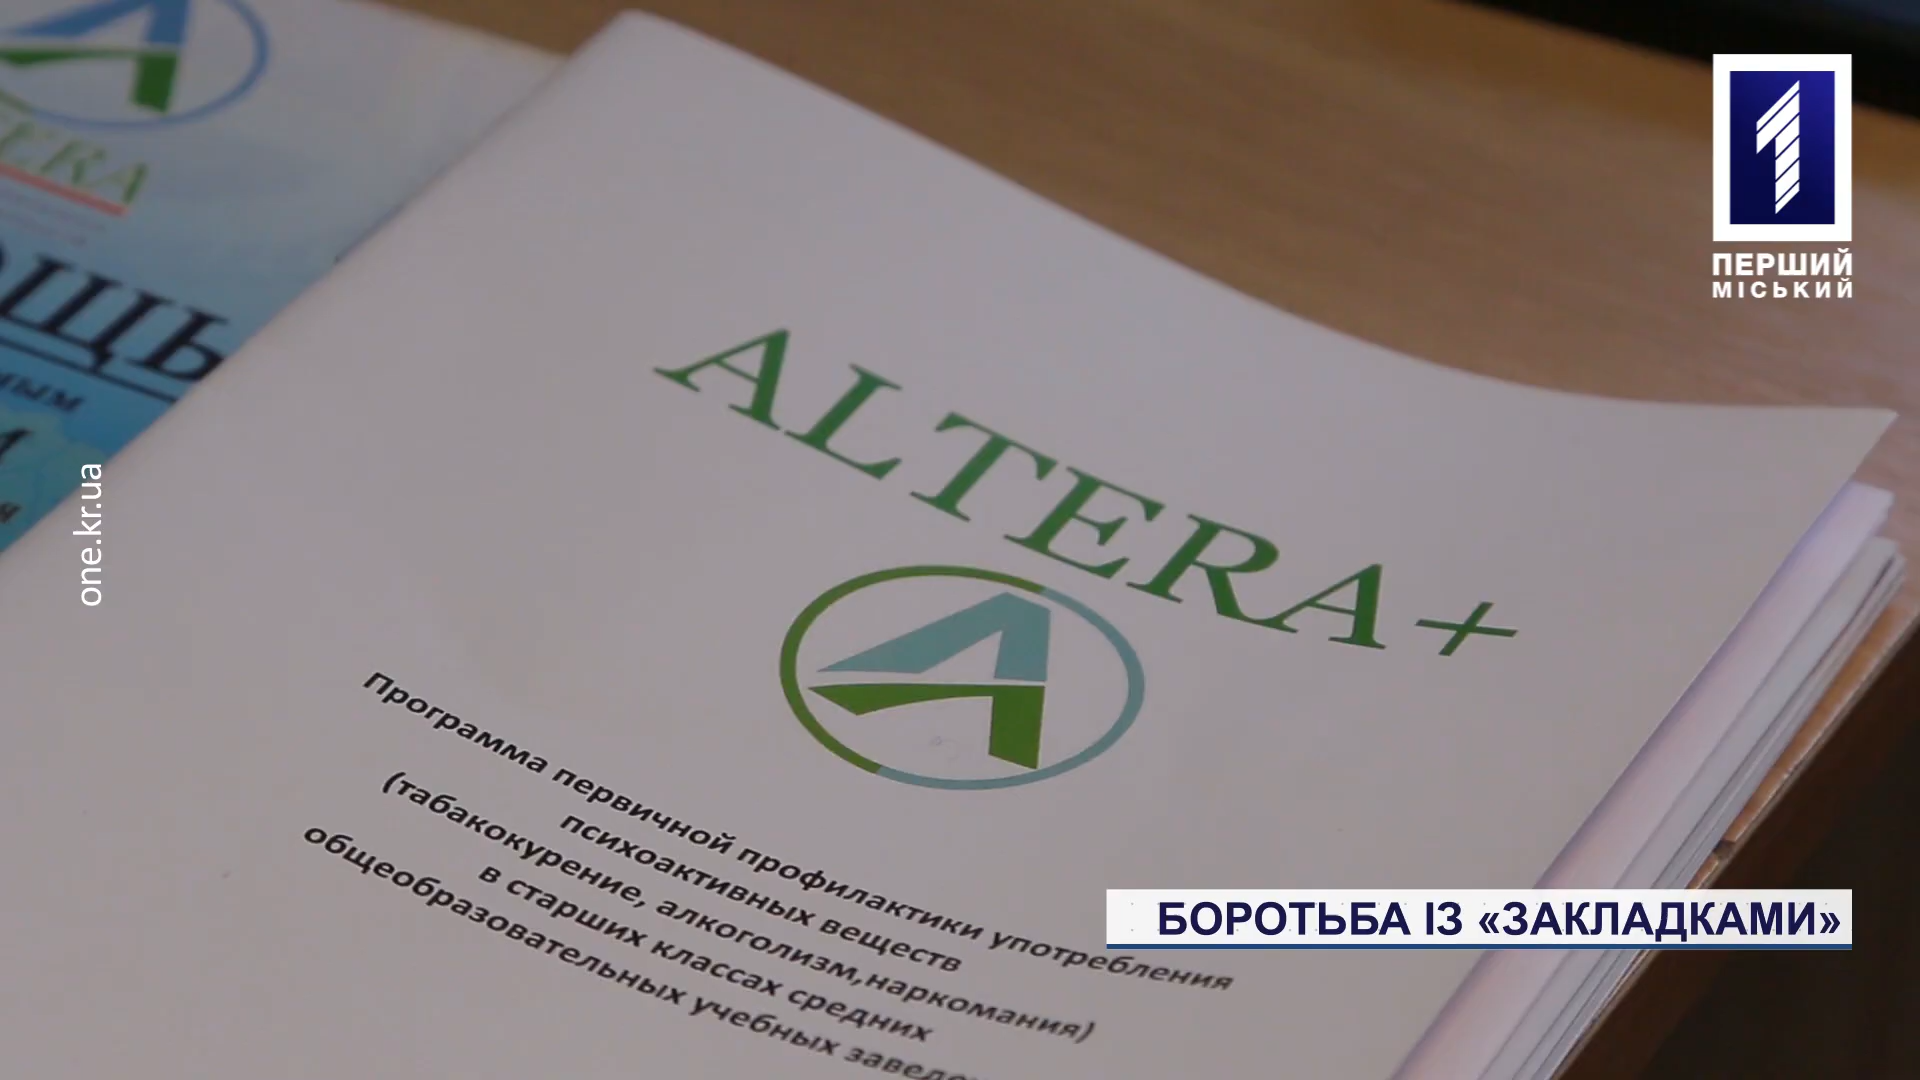 ПЕРШИЙ
МІСЬКИЙ
one.kr.ua
ALTERA+
Программа первичной профилактики употребления
психоактивных веществ
(табакокурение, алкоголизм,наркомания)
в старших классах средних
общеобразовательных учебных
БОРОТЬБА ІЗ «ЗАКЛАДКАМИ»